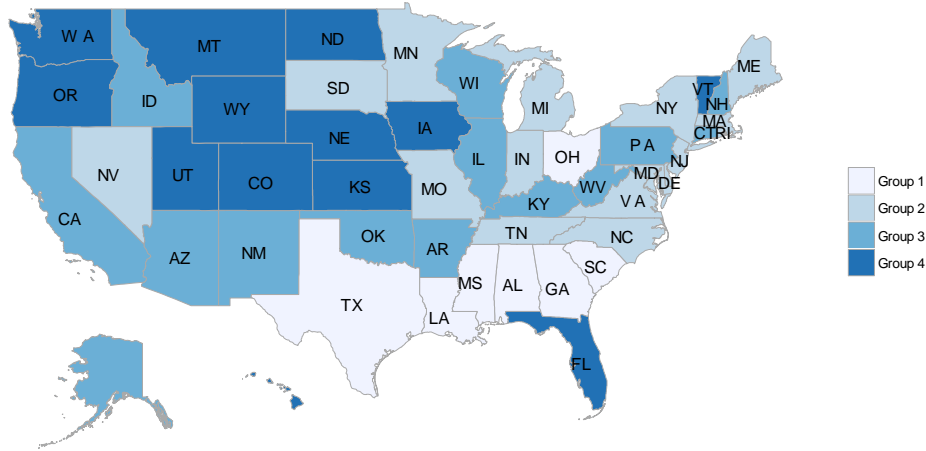 W A
MT
ND
MN
ME
OR
ID
WY
SD
WI
MI
NY
VT
NH
MA
CTRI
NV
UT
CO
NE
KS
IA
MO
IL
IN
OH
P A
NJ
MD
DE
WV
V A
KY
CA
AZ
NM
OK
AR
TN
NC
SC
TX
LA
MS
AL
GA
FL
Group 1
Group 2
Group 3
Group 4